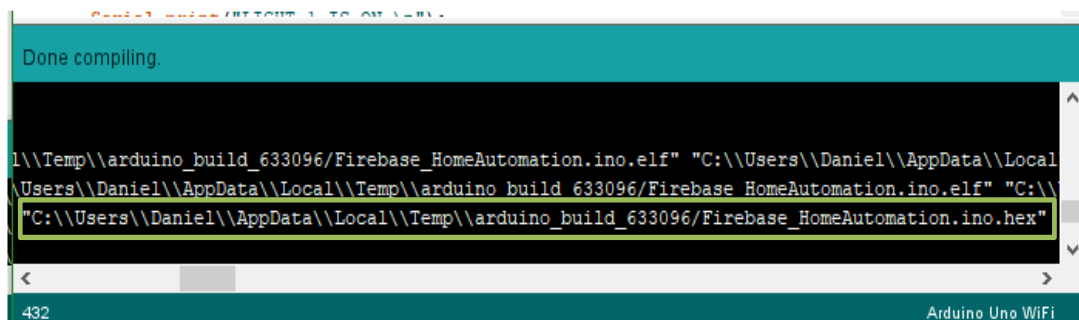 Done compiling.
l\\Temp\\arduino_build_633096/Firebase_HomeAutomation.ino.elf" "C:\\Users\\Daniel\\AppData\\Local
\Users\\Daniel\\AppData\\Local\\Temp\\arduino_build_633096/Firebase_HomeAutomation.ino.elf" "C:\\
"C:\\Users\\Daniel\\AppData\\Local\\Temp\\arduino_build_633096/Firebase_HomeAutomation.ino.hex"
432
Arduino Uno WiFi